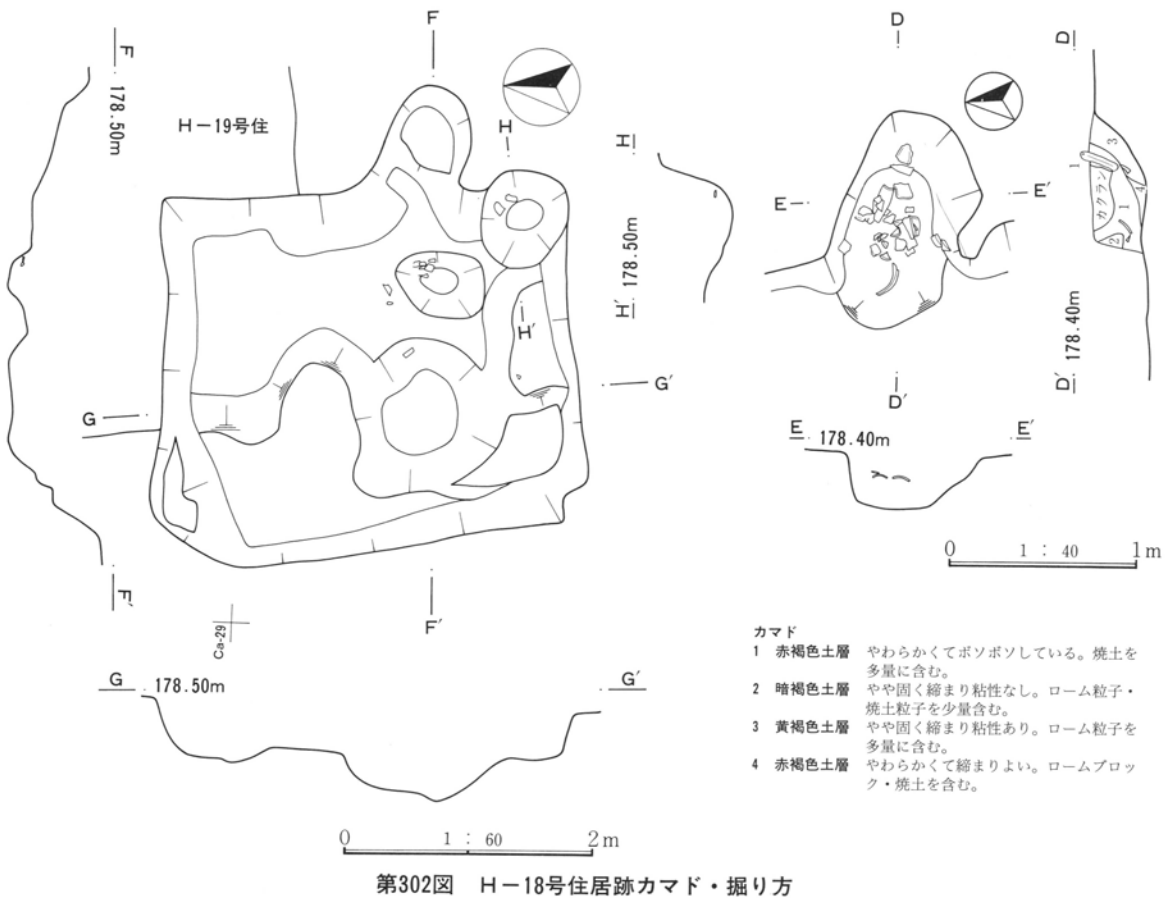 F
F
178.50m
H－19号住
H
G
G′
H′
F′
F′
Ca-29
H
178.50m
H′
D
E
E′
D′
D
3
1
4
カクラン
1
2
178.40m
D′
E 178.40m E′
0 1 : 40 1m
G 178.50m G′
0 1 : 60 2m
カマド
1 赤褐色土層 やわらかくてボソボソしている。焼土を
多量に含む。
2 暗褐色土層 やや固く締まり粘性なし。ローム粒子・
焼土粒子を少量含む。
3 黄褐色土層 やや固く締まり粘性あり。ローム粒子を
多量に含む。
4 赤褐色土層 やわらかくて締まりよい。ロームブロッ
ク・焼土を含む。
第302図 H－18号住居跡カマド・掘り方